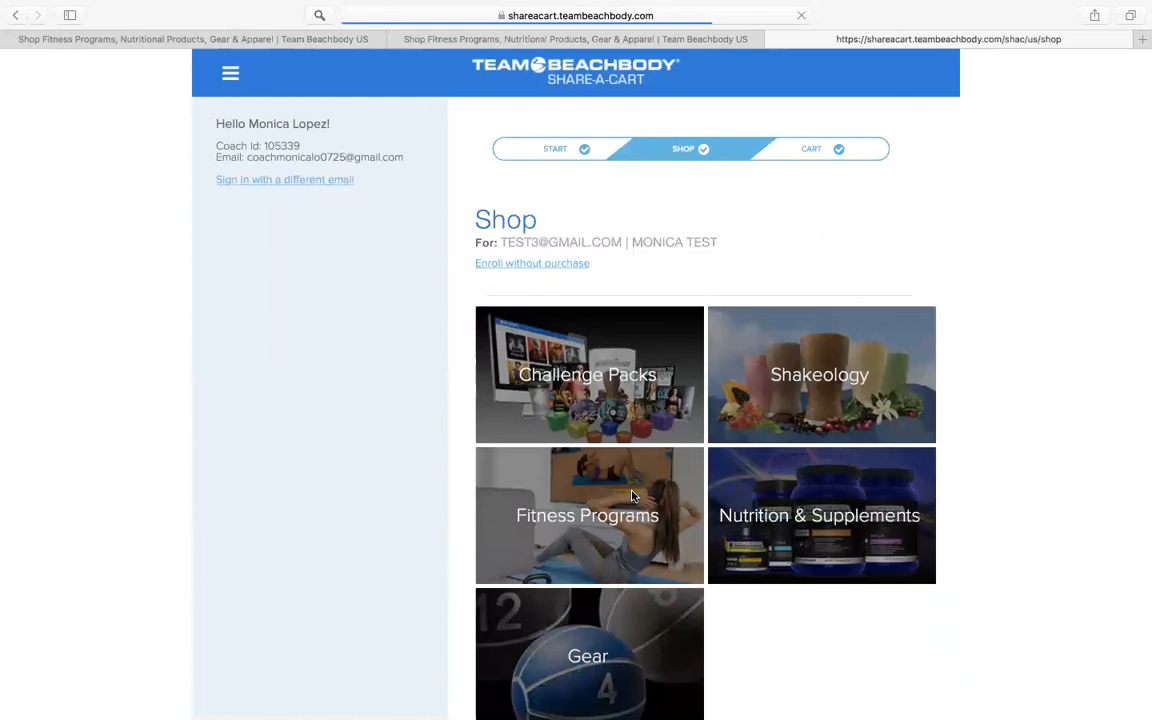 shareacart.teambeachbody.com
Shop Fitness Programs, Nutritional Products, Gear & Apparel | Team Beachbody US
Shop Fitness Programs, Nutritional Products, Gear & Apparel | Team Beachbody US
https://shareacart.teambeachbody.com/shac/us/shop
TEAM BEACHBODY
SHARE-A-CART
Hello Monica Lopez!
Coach Id: 105339
Email: coachmonicalo0725@gmail.com
Sign in with a different email
START
SHOP
CART
Shop
For: TEST3@GMAIL.COM | MONICA TEST
Enroll without purchase
Challenge Packs
Shakeology
Fitness Programs
Nutrition & Supplements
12
Gear
4